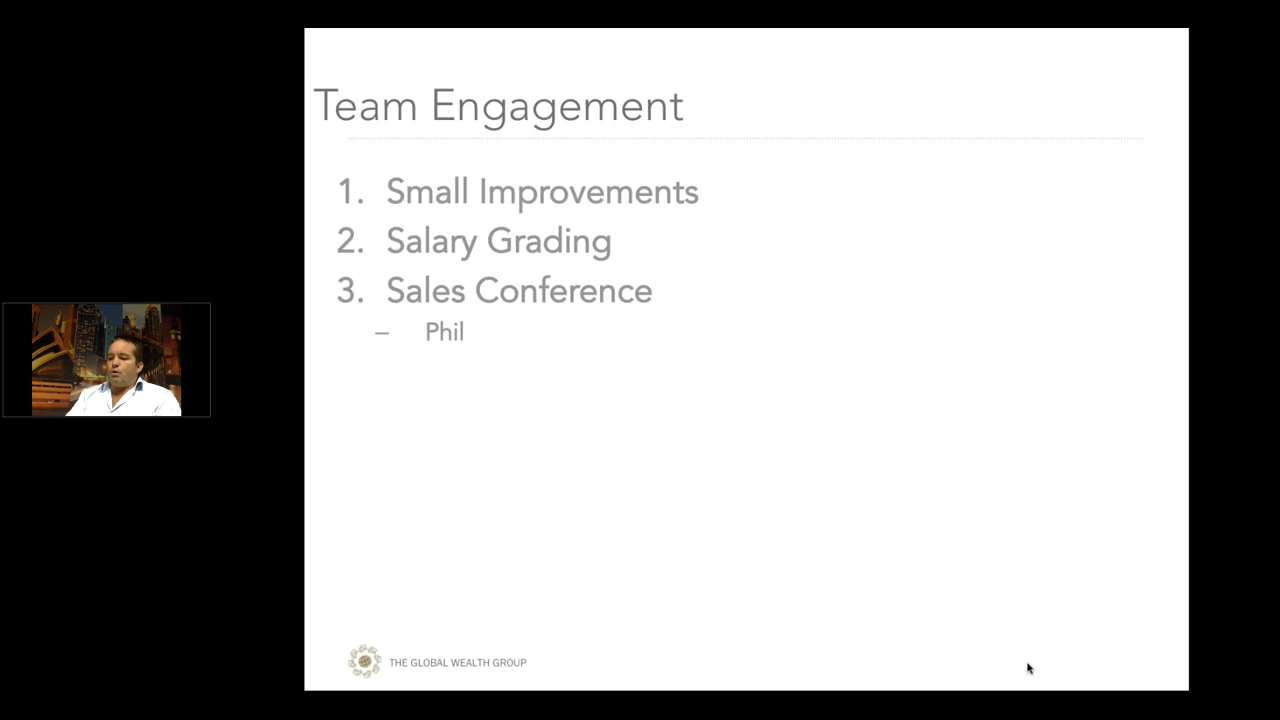 Team Engagement
1. Small Improvements
2. Salary Grading
3. Sales Conference
– Phil
THE GLOBAL WEALTH GROUP